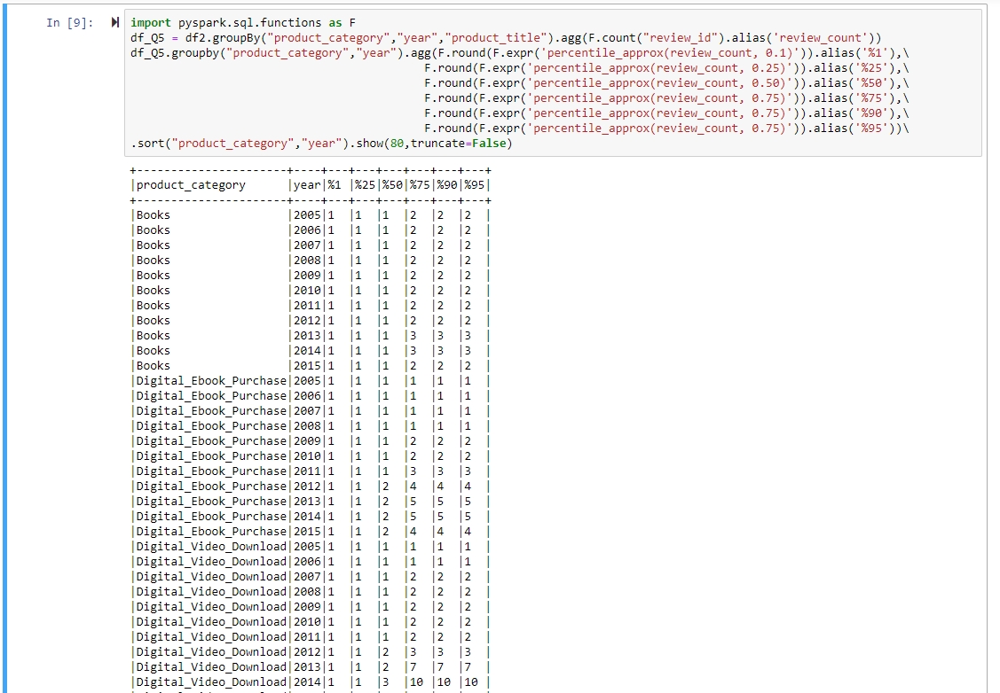 In [9]:
import pyspark.sql.functions as F
df_Q5 = df2.groupBy("product_category","year","product_title").agg(F.count("review_id").alias('review_count'))
df_Q5.groupby("product_category","year").agg(F.round(F.expr('percentile_approx(review_count, 0.1)')).alias('%1'),\
F.round(F.expr('percentile_approx(review_count, 0.25)')).alias('%25'),\
F.round(F.expr('percentile_approx(review_count, 0.50)')).alias('%50'),\
F.round(F.expr('percentile_approx(review_count, 0.75)')).alias('%75'),\
F.round(F.expr('percentile_approx(review_count, 0.75)')).alias('%90'),\
F.round(F.expr('percentile_approx(review_count, 0.75)')).alias('%95'))\
.sort("product_category","year").show(80,truncate=False)
+----------------------+----+---+---+---+---+---+---+
|product_category      |year|%1 |%25|%50|%75|%90|%95|
+----------------------+----+---+---+---+---+---+---+
|Books                 |2005|1  |1  |1  |2  |2  |2  |
|Books                 |2006|1  |1  |1  |2  |2  |2  |
|Books                 |2007|1  |1  |1  |2  |2  |2  |
|Books                 |2008|1  |1  |1  |2  |2  |2  |
|Books                 |2009|1  |1  |1  |2  |2  |2  |
|Books                 |2010|1  |1  |1  |2  |2  |2  |
|Books                 |2011|1  |1  |1  |2  |2  |2  |
|Books                 |2012|1  |1  |1  |2  |2  |2  |
|Books                 |2013|1  |1  |1  |3  |3  |3  |
|Books                 |2014|1  |1  |1  |3  |3  |3  |
|Books                 |2015|1  |1  |1  |2  |2  |2  |
|Digital_Ebook_Purchase|2005|1  |1  |1  |1  |1  |1  |
|Digital_Ebook_Purchase|2006|1  |1  |1  |1  |1  |1  |
|Digital_Ebook_Purchase|2007|1  |1  |1  |1  |1  |1  |
|Digital_Ebook_Purchase|2008|1  |1  |1  |1  |1  |1  |
|Digital_Ebook_Purchase|2009|1  |1  |1  |2  |2  |2  |
|Digital_Ebook_Purchase|2010|1  |1  |1  |2  |2  |2  |
|Digital_Ebook_Purchase|2011|1  |1  |1  |3  |3  |3  |
|Digital_Ebook_Purchase|2012|1  |1  |2  |4  |4  |4  |
|Digital_Ebook_Purchase|2013|1  |1  |2  |5  |5  |5  |
|Digital_Ebook_Purchase|2014|1  |1  |2  |5  |5  |5  |
|Digital_Ebook_Purchase|2015|1  |1  |2  |4  |4  |4  |
|Digital_Video_Download|2005|1  |1  |1  |1  |1  |1  |
|Digital_Video_Download|2006|1  |1  |1  |1  |1  |1  |
|Digital_Video_Download|2007|1  |1  |1  |2  |2  |2  |
|Digital_Video_Download|2008|1  |1  |1  |2  |2  |2  |
|Digital_Video_Download|2009|1  |1  |1  |2  |2  |2  |
|Digital_Video_Download|2010|1  |1  |1  |2  |2  |2  |
|Digital_Video_Download|2011|1  |1  |1  |2  |2  |2  |
|Digital_Video_Download|2012|1  |1  |2  |3  |3  |3  |
|Digital_Video_Download|2013|1  |1  |2  |7  |7  |7  |
|Digital_Video_Download|2014|1  |1  |3  |10 |10 |10 |